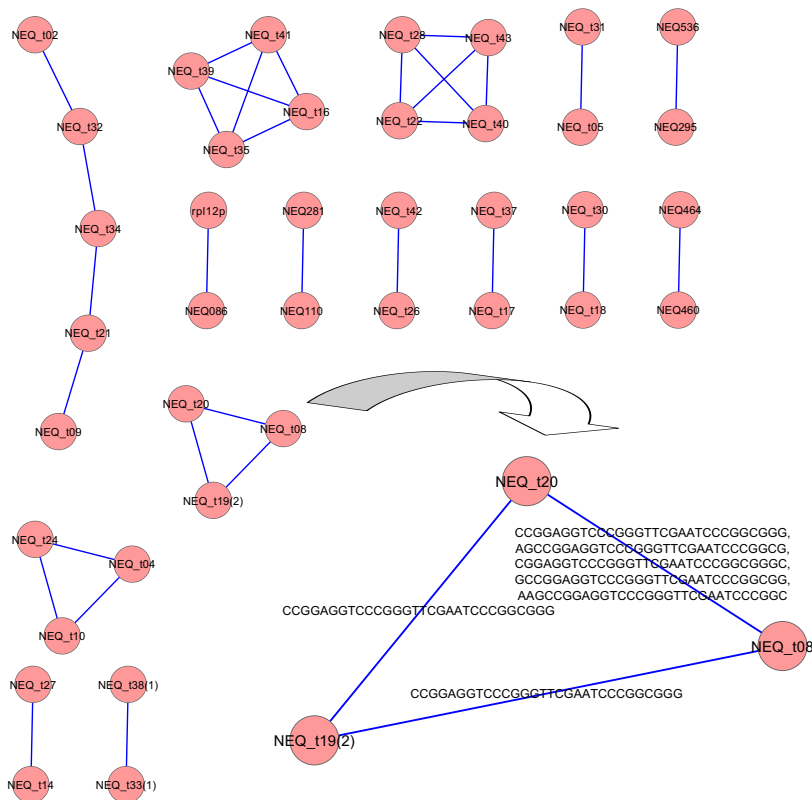 NEQ_t02
NEQ_t41
NEQ_t28
NEQ_t43
NEQ_t31
NEQ536
NEQ_t39
NEQ_t16
NEQ_t32
NEQ_t22
NEQ_t40
NEQ_t05
NEQ295
NEQ_t35
rpl12p
NEQ281
NEQ_t42
NEQ_t37
NEQ_t30
NEQ464
NEQ_t34
NEQ086
NEQ110
NEQ_t26
NEQ_t17
NEQ_t18
NEQ460
NEQ_t21
NEQ_t20
NEQ_t08
NEQ_t09
NEQ_t19(2)
NEQ_t20
NEQ_t24
NEQ_t04
NEQ_t10
CCGGAGGTCCCGGGTTCGAATCCCGGCGGG,
AGCCGGAGGTCCCGGGTTCGAATCCCGGCG,
CGGAGGTCCCGGGTTCGAATCCCGGCGGGC,
GCCGGAGGTCCCGGGTTCGAATCCCGGCGG,
AAGCCGGAGGTCCCGGGTTCGAATCCCGGC
CCGGAGGTCCCGGGTTCGAATCCCGGCGGG
NEQ_t08
NEQ_t27
NEQ_t38(1)
CCGGAGGTCCCGGGTTCGAATCCCGGCGGG
NEQ_t19(2)
NEQ_t14
NEQ_t33(1)